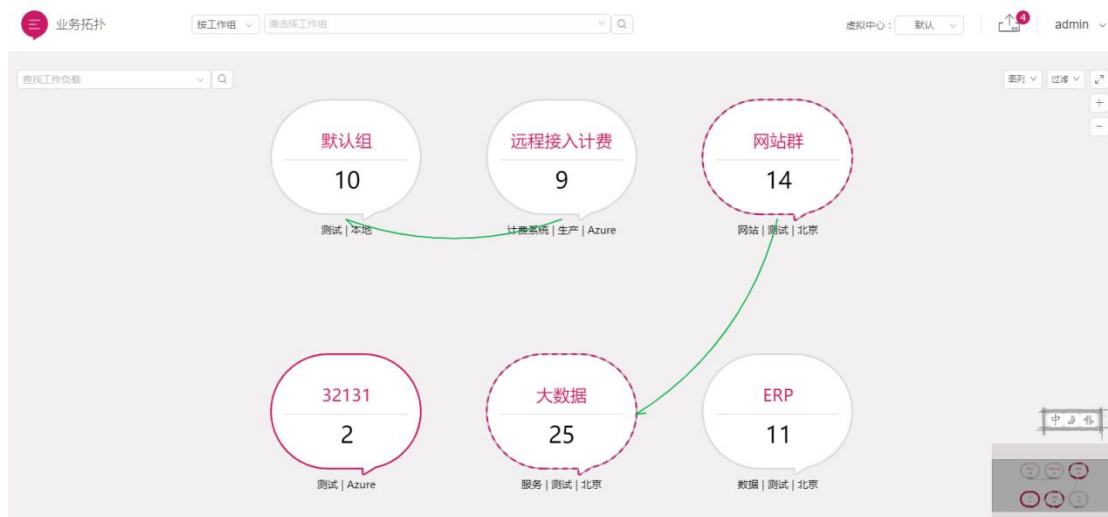 业务拓扑
按工作组
请选择工作组
虚拟中心： 默认
4
admin
查找工作负载
图列
过滤
默认组
10
测试 | 本地
远程接入计费
9
计费系统 | 生产 | Azure
网站群
14
网站 | 测试 | 北京
32131
2
测试 | Azure
大数据
25
服务 | 测试 | 北京
ERP
11
数据 | 测试 | 北京
中